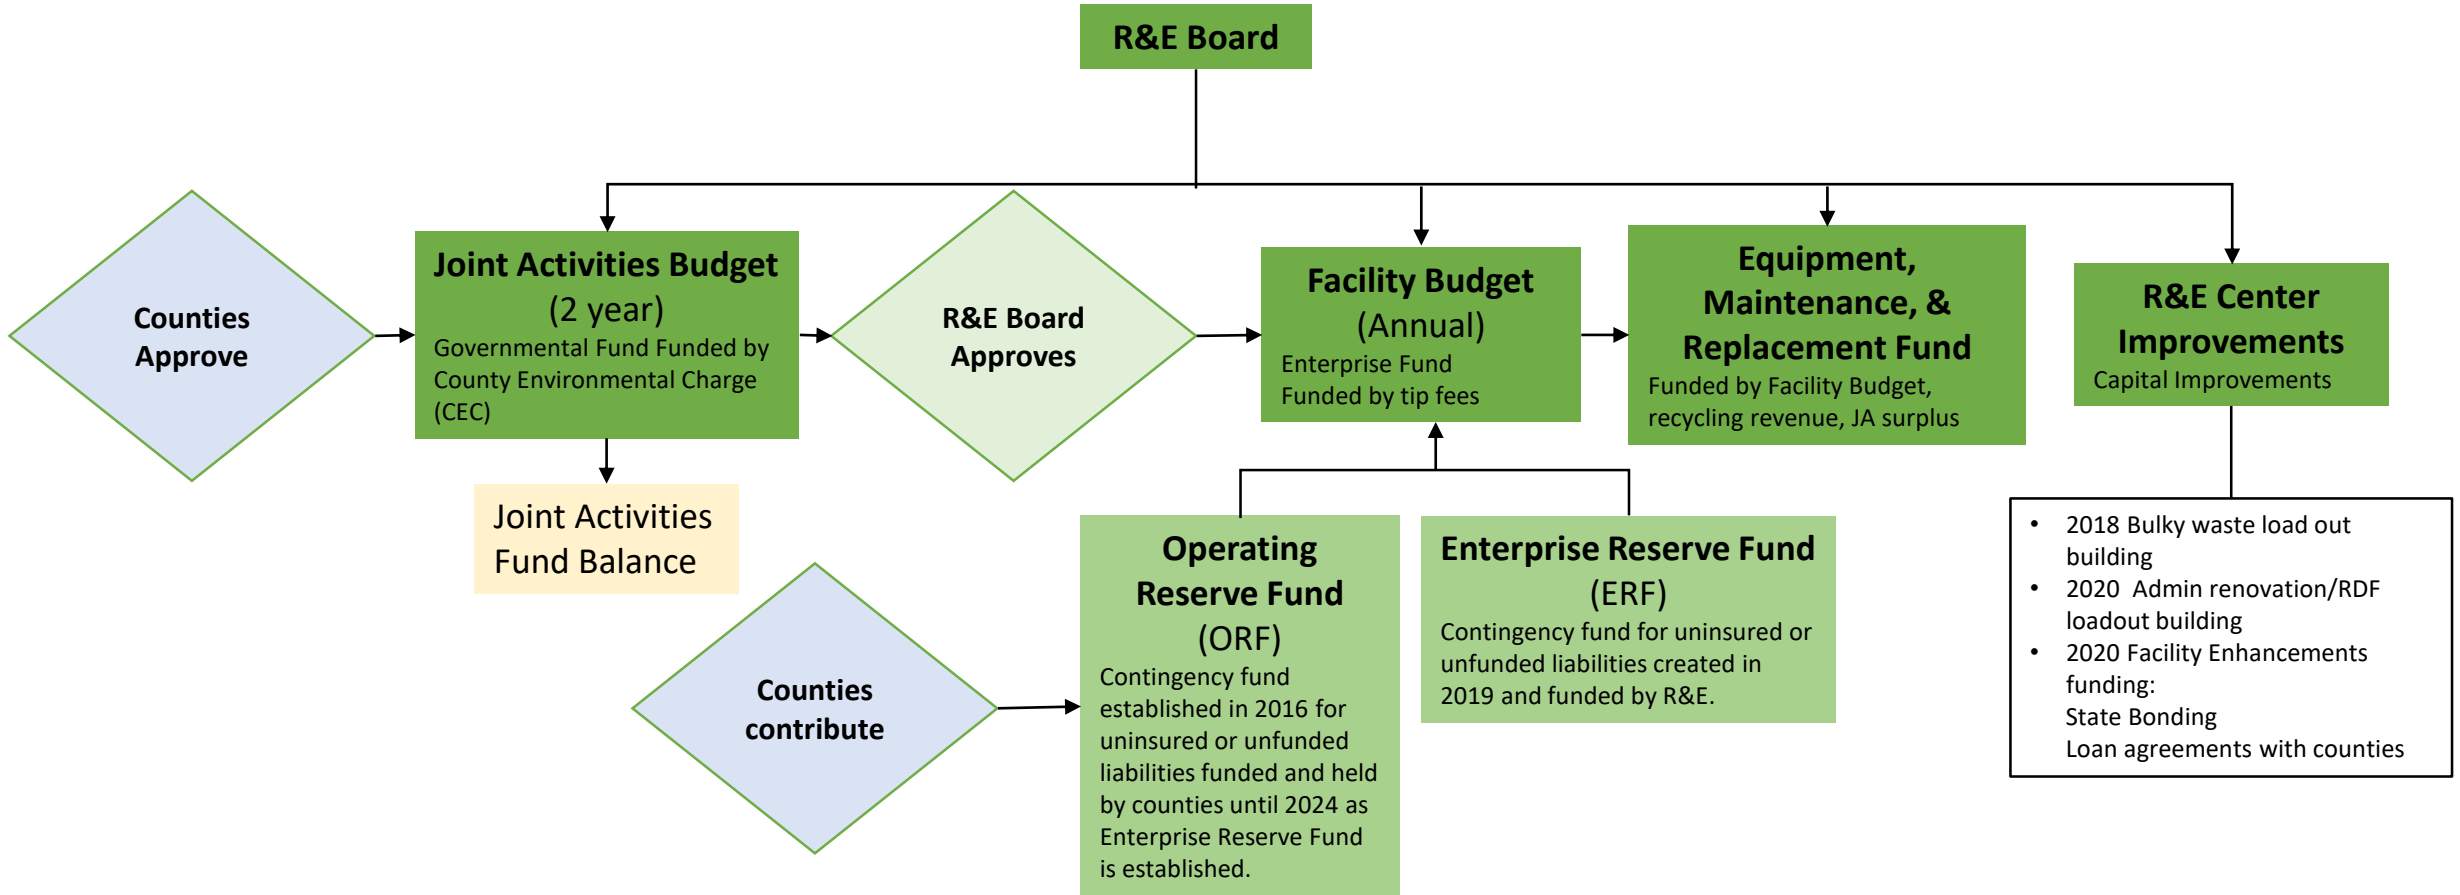 R&E Board
Counties
Approve
Joint Activities Budget
(2 year)
Governmental Fund Funded by
County Environmental Charge
(CEC)
R&E Board
Approves
Facility Budget
(Annual)
Enterprise Fund
Funded by tip fees
Equipment,
Maintenance, &
Replacement Fund
Funded by Facility Budget,
recycling revenue, JA surplus
R&E Center
Improvements
Capital Improvements
Joint Activities
Fund Balance
Counties
contribute
Operating
Reserve Fund
(ORF)
Contingency fund
established in 2016 for
uninsured or unfunded
liabilities funded and held
by counties until 2024 as
Enterprise Reserve Fund
is established.
Enterprise Reserve Fund
(ERF)
Contingency fund for uninsured or
unfunded liabilities created in
2019 and funded by R&E.
• 2018 Bulky waste load out
building
• 2020 Admin renovation/RDF
loadout building
• 2020 Facility Enhancements
funding:
State Bonding
Loan agreements with counties